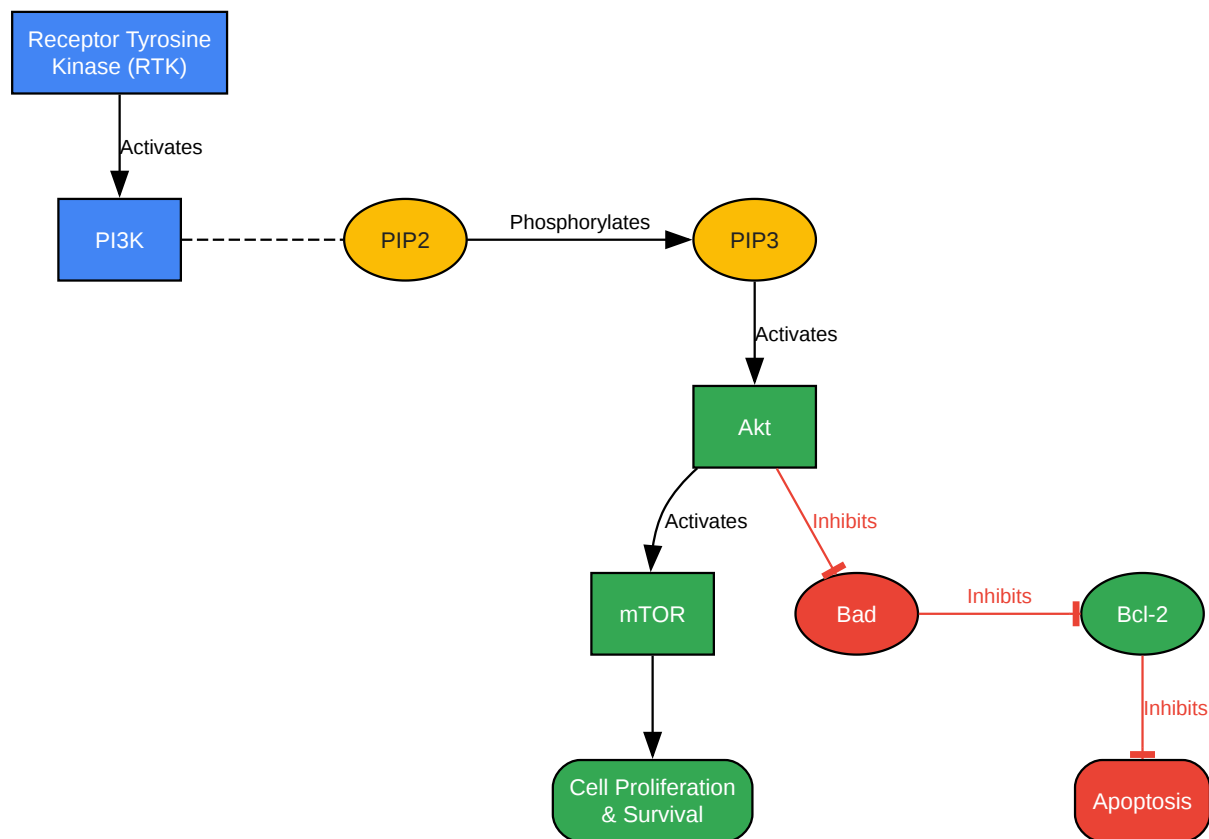 Receptor Tyrosine
Kinase (RTK)
Activates
PI3K
PIP2
Phosphorylates
PIP3
Activates
Akt
Activates
Inhibits
mTOR
Bad
Inhibits
Bcl-2
Inhibits
Cell Proliferation
& Survival
Apoptosis